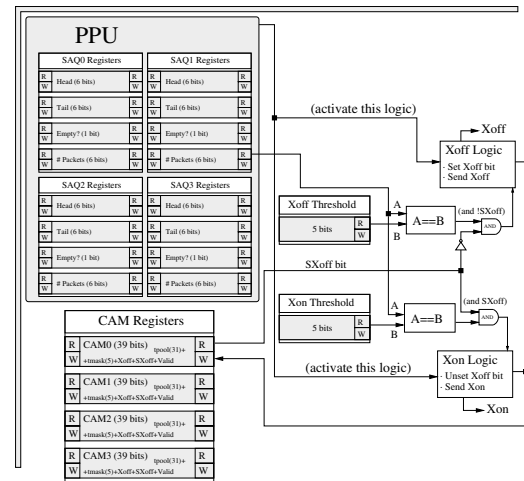 PPU
SAQ0 Registers
R
W
Head (6 bits)
R
W
Tail (6 bits)
R
W
Empty? (1 bit)
R
W
# Packets (6 bits)
R
W
SAQ1 Registers
R
W
Head (6 bits)
R
W
R
W
Tail (6 bits)
R
W
R
W
Empty? (1 bit)
R
W
R
W
# Packets (6 bits)
R
W
SAQ2 Registers
R
W
Head (6 bits)
R
W
Tail (6 bits)
R
W
Empty? (1 bit)
R
W
# Packets (6 bits)
R
W
SAQ3 Registers
R
W
Head (6 bits)
R
W
R
W
Tail (6 bits)
R
W
R
W
Empty? (1 bit)
R
W
R
W
# Packets (6 bits)
R
W
(activate this logic)
Xoff
Xoff Logic
- Set Xoff bit
- Send Xoff
Xoff Threshold
5 bits
R
W
A
B
A==B
(and !SXoff)
AND
SXoff bit
Xon Threshold
5 bits
R
W
A
B
A==B
(and SXoff)
AND
(activate this logic)
Xon Logic
- Unset Xoff bit
- Send Xon
Xon
CAM Registers
R
W
CAM0 (39 bits) tpool(31)+
+tmask(5)+Xoff+SXoff+Valid
R
W
R
W
CAM1 (39 bits) tpool(31)+
+tmask(5)+Xoff+SXoff+Valid
R
W
R
W
CAM2 (39 bits) tpool(31)+
+tmask(5)+Xoff+SXoff+Valid
R
W
R
W
CAM3 (39 bits) tpool(31)+
+tmask(5)+Xoff+SXoff+Valid
R
W